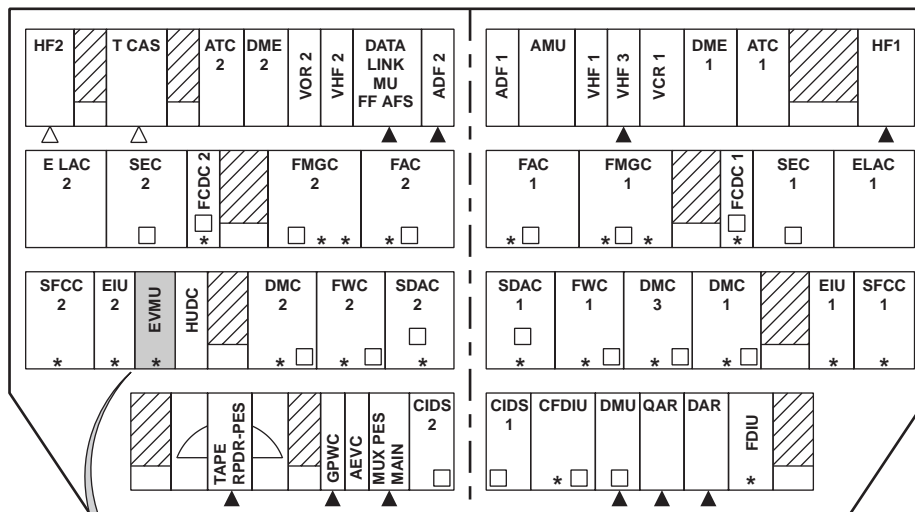 HF2
T CAS
ATC
2
DME
2
VOR 2
VHF 2
DATA
LINK
MU
FF AFS
ADF 2
ADF 1
AMU
VHF 1
VHF 3
VCR 1
DME
1
ATC
1
HF1
E LAC
2
SEC
2
FCDC 2
FMGC
2
FAC
2
FAC
1
FMGC
1
FCDC 1
SEC
1
ELAC
1
SFCC
2
EIU
2
EVMU
HUDC
DMC
2
FWC
2
SDAC
2
SDAC
1
FWC
1
DMC
3
DMC
1
EIU
1
SFCC
1
TAPE
RPDR-PES
GPWC
AEVC
MUX PES
MAIN
CIDS
2
CIDS
1
CFDIU
DMU
QAR
DAR
FDIU